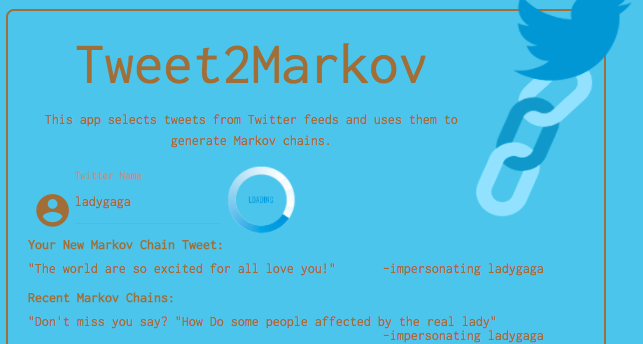 Tweet2Markov
This app selects tweets from Twitter feeds and uses them to
generate Markov chains.
Twitter Name
ladygaga
LOADING
Your New Markov Chain Tweet:
"The world are so excited for all love you!" -impersonating ladygaga
Recent Markov Chains:
"Don't miss you say? "How Do some people affected by the real lady"
-impersonating ladygaga